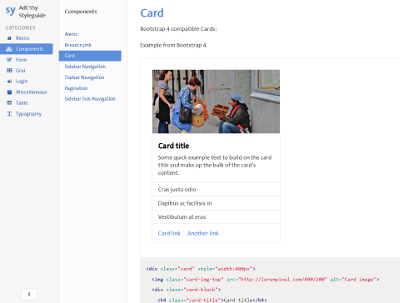 sy AdCSSy
Styleguide
CATEGORIES
Basics
Components
Form
Grid
Login
Miscellaneous
Table
Typography
Components
Alerts
Breadcrumb
Card
Sidebar Navigation
Topbar Navigation
Pagination
Sidebar Sub-Navigation
Card
Bootstrap 4 compatible Cards:
Example from Bootstrap 4
Card title
Some quick example text to build on the card
title and make up the bulk of the card's
content.
Cras justo odio
Dapibus ac facilisis in
Vestibulum at eros
Card link Another link
<div class="card" style="width:400px">
<img class="card-img-top" src="http://lorempixel.com/400/200" alt="Card image">
<div class="card-block">
<h4 class="card-title">Card title</h4>